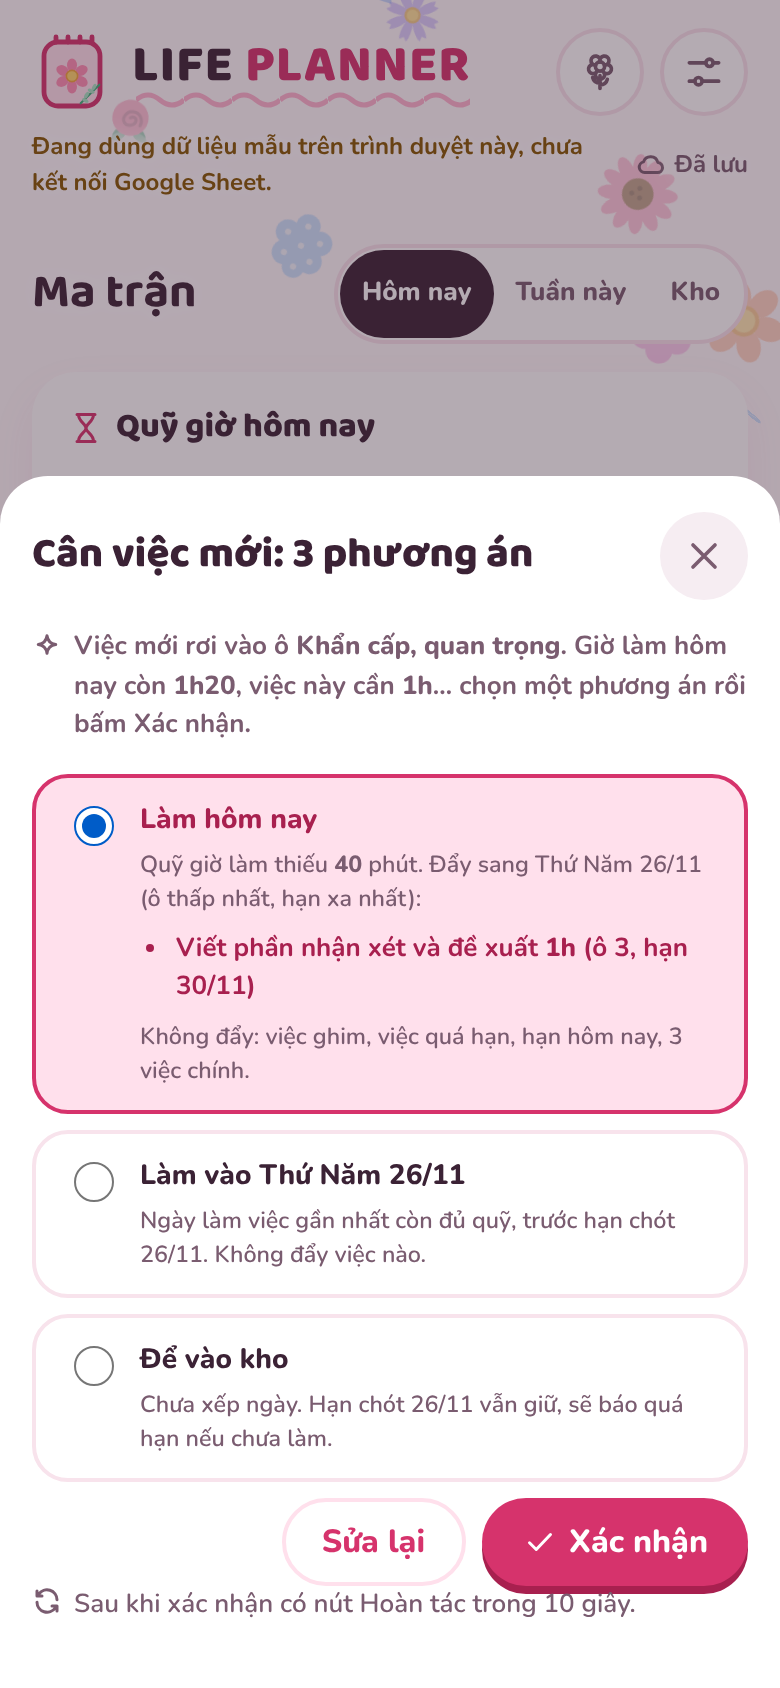 LIFE PLANNER
Đang dùng dữ liệu mẫu trên trình duyệt này, chưa
kết nối Google Sheet.
Đã lưu
Ma trận
Hôm nay
Tuần này
Kho
Quỹ giờ hôm nay
Cân việc mới: 3 phương án
Việc mới rơi vào ô Khẩn cấp, quan trọng. Giờ làm hôm
nay còn 1h20, việc này cần 1h... chọn một phương án rồi
bấm Xác nhận.
Làm hôm nay
Quỹ giờ làm thiếu 40 phút. Đẩy sang Thứ Năm 26/11
(ô thấp nhất, hạn xa nhất):
• Viết phần nhận xét và đề xuất 1h (ô 3, hạn
30/11)
Không đẩy: việc ghim, việc quá hạn, hạn hôm nay, 3
việc chính.
Làm vào Thứ Năm 26/11
Ngày làm việc gần nhất còn đủ quỹ, trước hạn chót
26/11. Không đẩy việc nào.
Để vào kho
Chưa xếp ngày. Hạn chót 26/11 vẫn giữ, sẽ báo quá
hạn nếu chưa làm.
Sửa lại
Xác nhận
Sau khi xác nhận có nút Hoàn tác trong 10 giây.